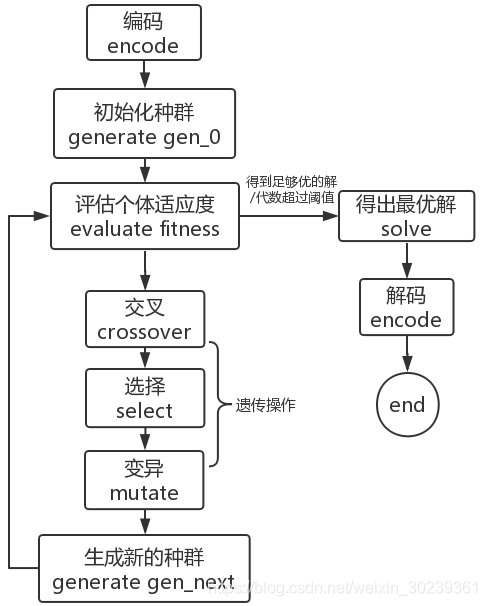 编码
encode
初始化种群
generate gen_0
评估个体适应度
evaluate fitness
得到足够优的解
/代数超过阈值
得出最优解
solve
解码
encode
end
交叉
crossover
选择
select
遗传操作
变异
mutate
生成新的种群
generate gen_next
https://blog.csdn.net/weixin_30239361